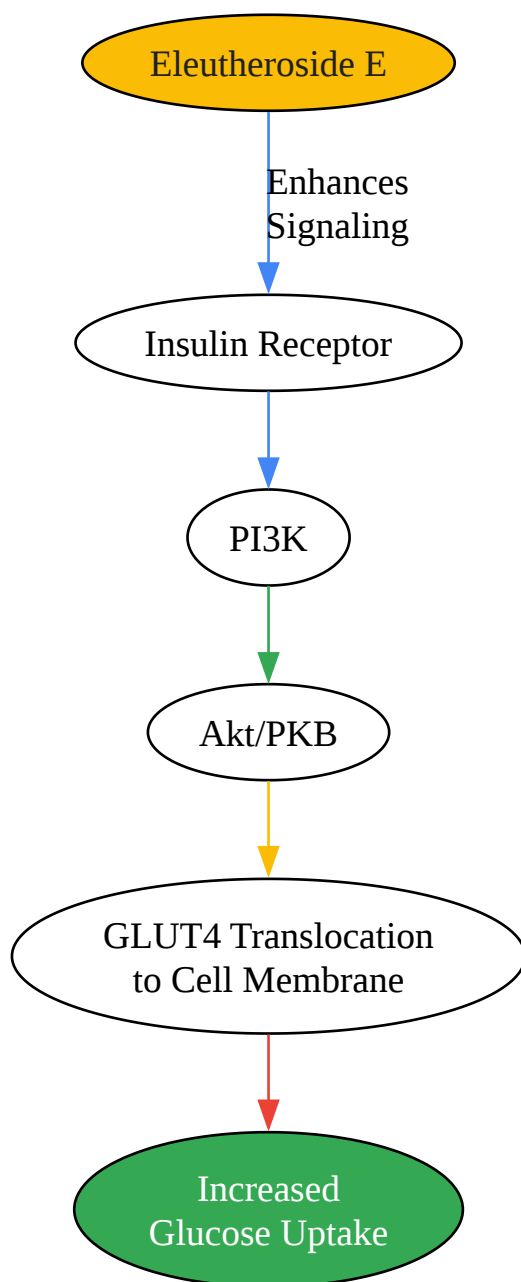 Eleutheroside E
Enhances
Signaling
Insulin Receptor
PI3K
Akt/PKB
GLUT4 Translocation
to Cell Membrane
Increased
Glucose Uptake